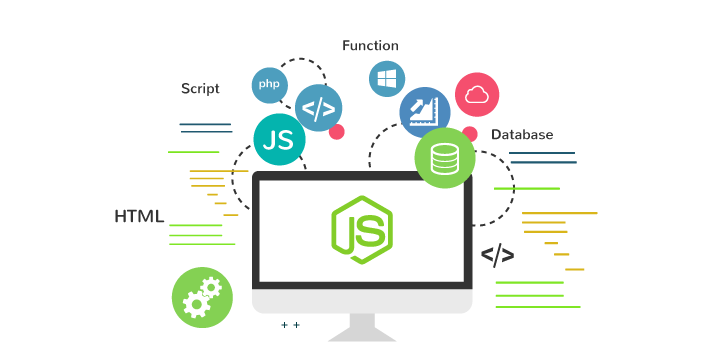 Function
Script
php
</>
JS
Database
HTML
JS
</>
+ +